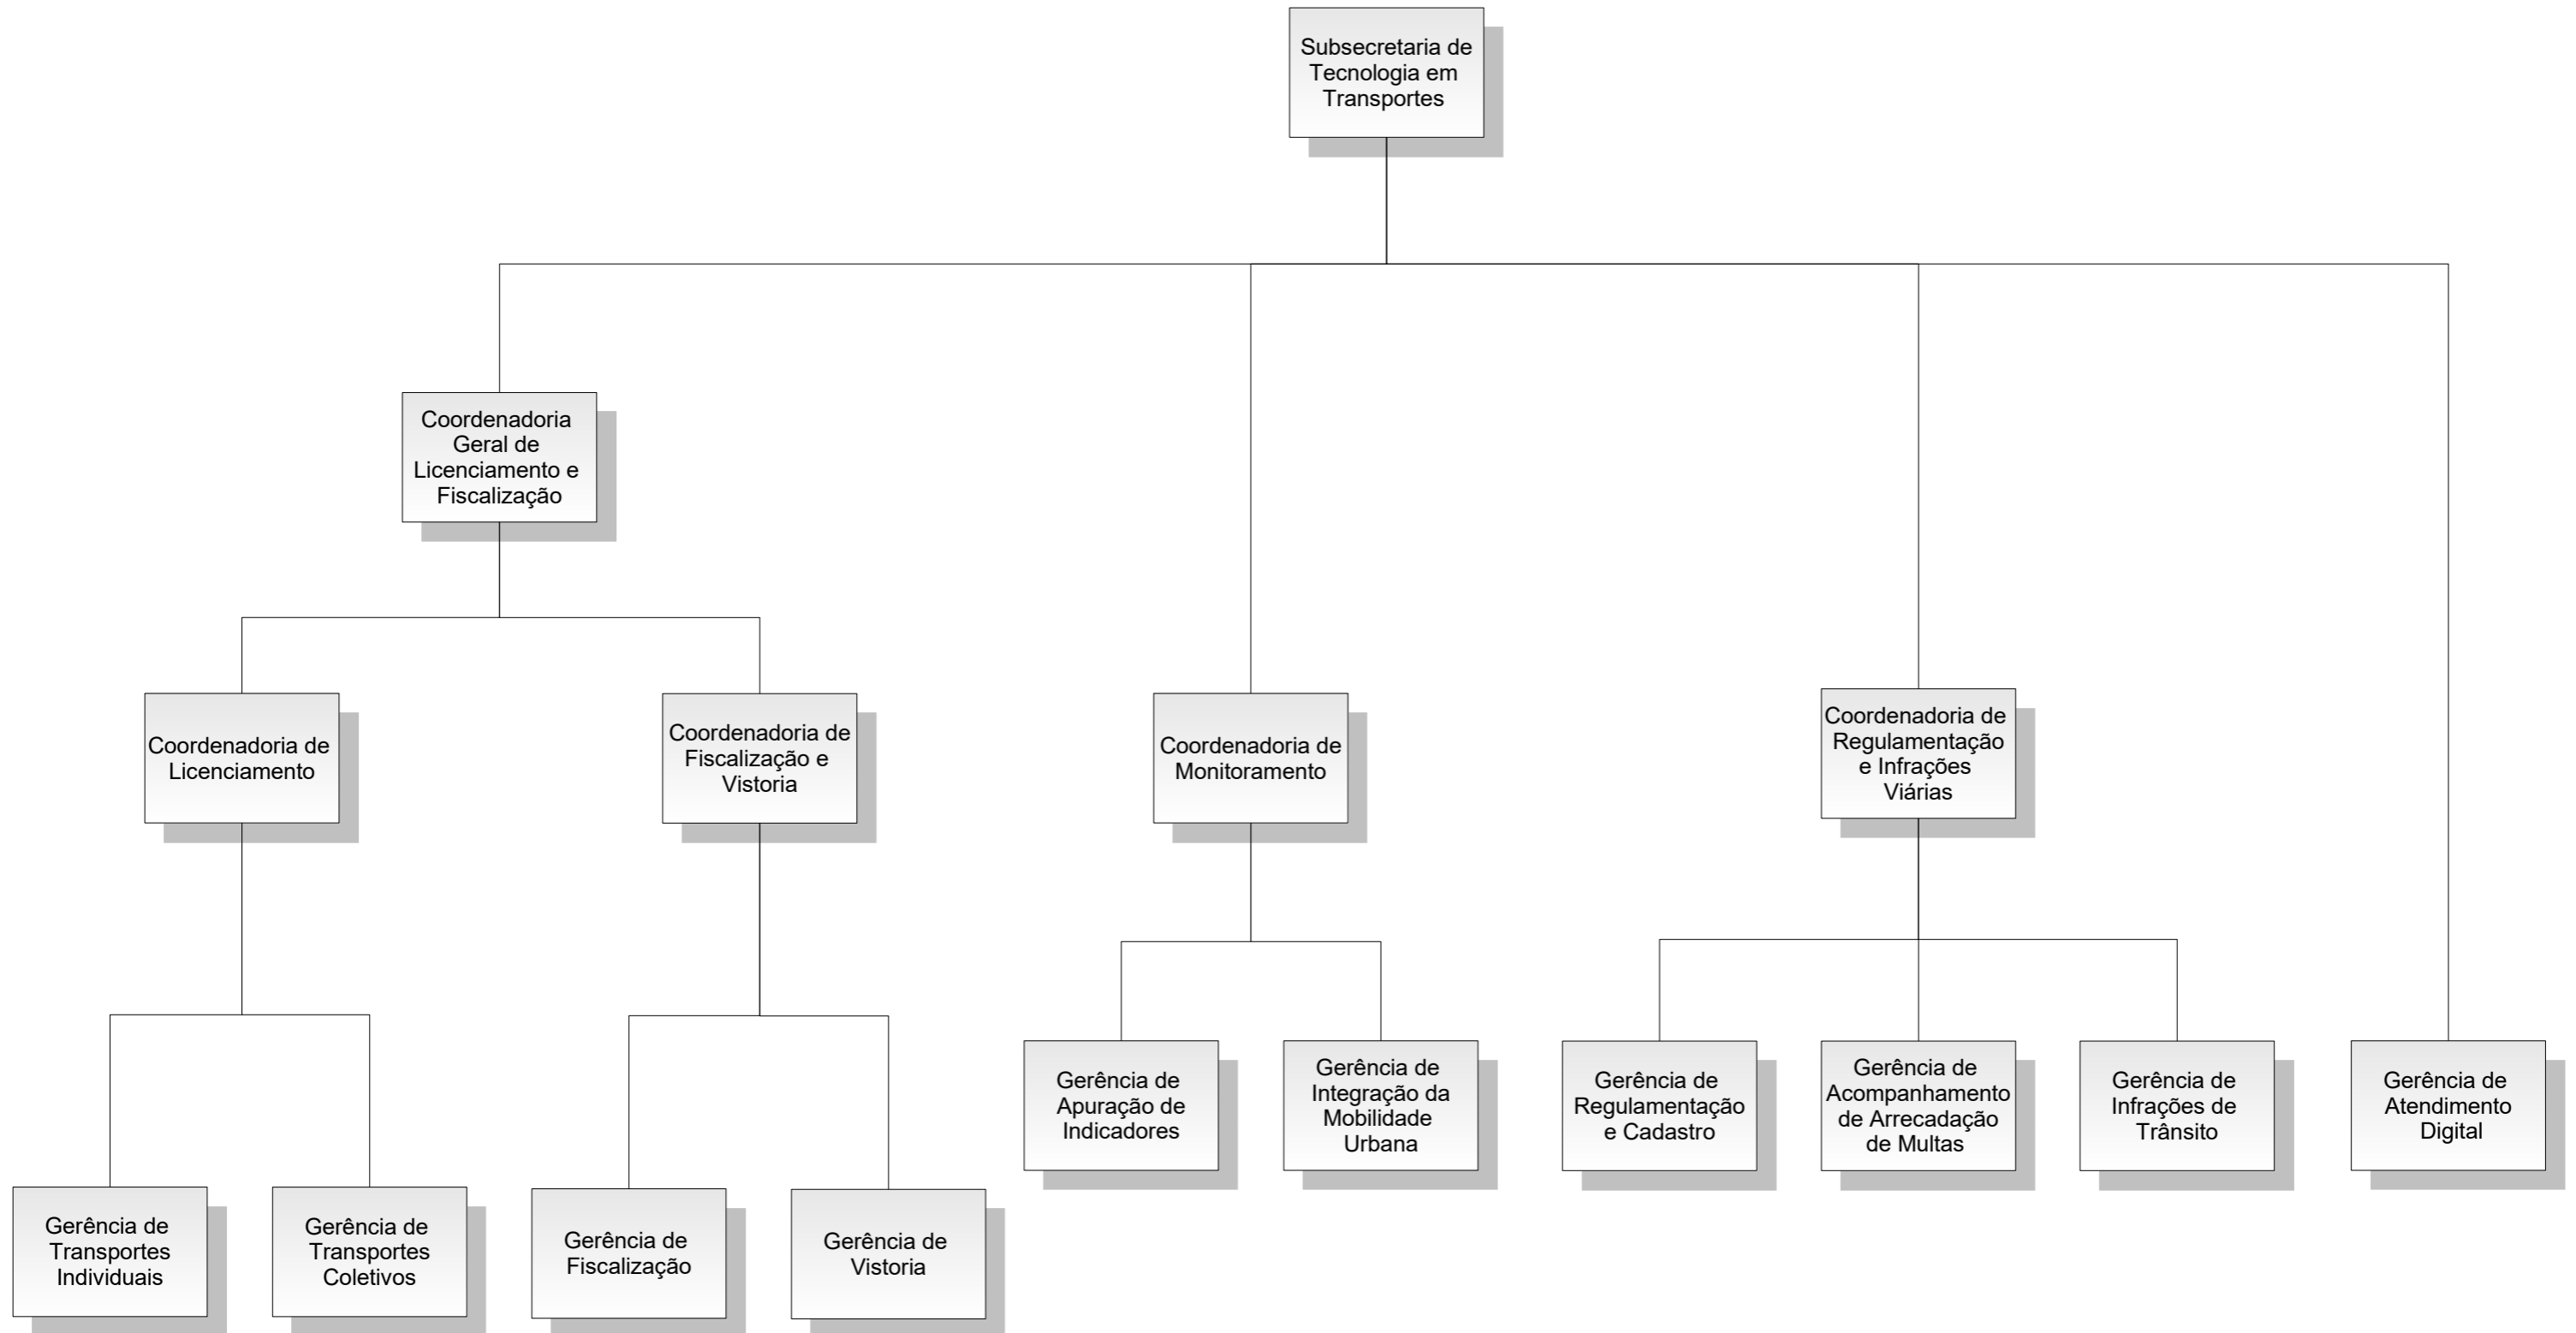 Subsecretaria de
Tecnologia em
Transportes
Coordenadoria
Geral de
Licenciamento e
Fiscalização
Coordenadoria de
Licenciamento
Coordenadoria de
Fiscalização e
Vistoria
Coordenadoria de
Monitoramento
Coordenadoria de
Regulamentação
e Infrações
Viárias
Gerência de
Apuração de
Indicadores
Gerência de
Integração da
Mobilidade
Urbana
Gerência de
Regulamentação
e Cadastro
Gerência de
Acompanhamento
de Arrecadação
de Multas
Gerência de
Infrações de
Trânsito
Gerência de
Atendimento
Digital
Gerência de
Transportes
Individuais
Gerência de
Transportes
Coletivos
Gerência de
Fiscalização
Gerência de
Vistoria